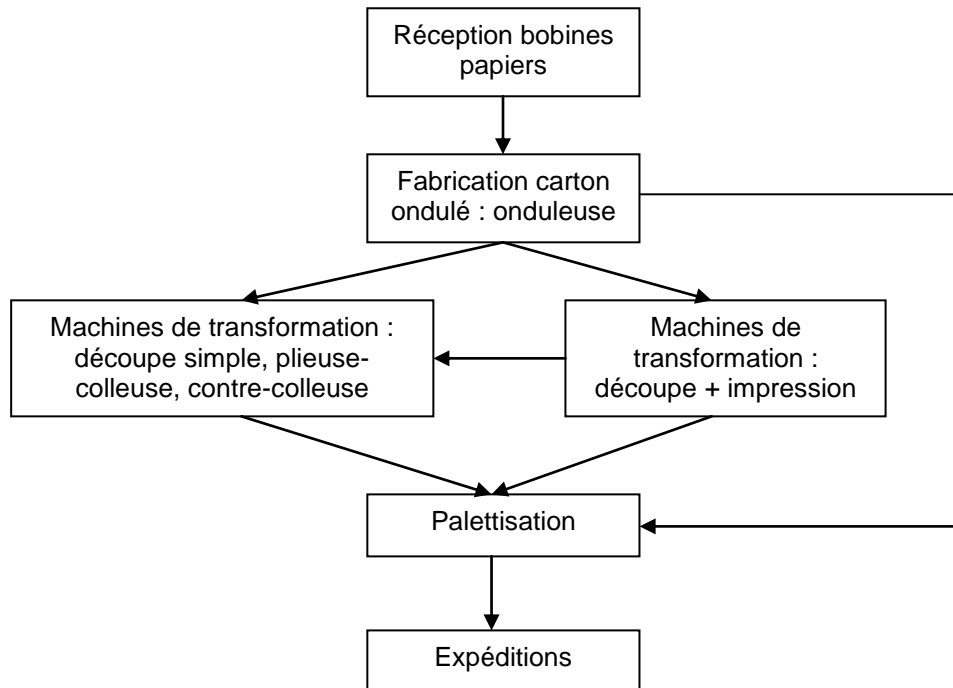 Réception bobines
papiers
Fabrication carton
ondulé : onduleuse
Machines de transformation :
découpe simple, plieuse-
colleuse, contre-colleuse
Machines de
transformation :
découpe + impression
Palettisation
Expéditions